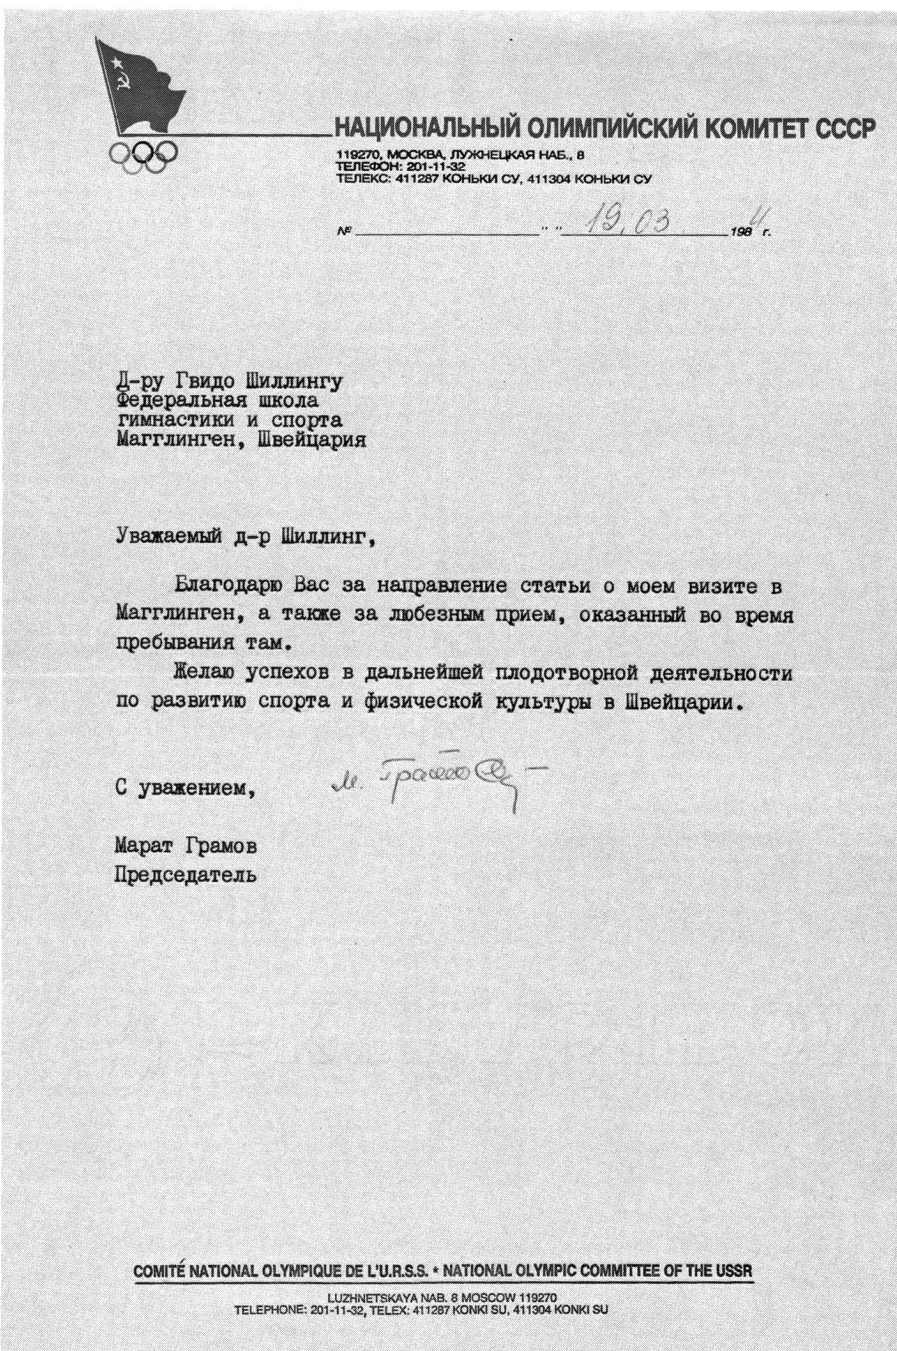 НАЦИОНАЛЬНЫЙ ОЛИМПИЙСКИЙ КОМИТЕТ СССР
119270, МОСКВА, ЛУЖНЕЦКАЯ НАБ., 8
ТЕЛЕФОН: 201-11-32
ТЕЛЕКС: 411287 КОНЬКИ СУ, 411304 КОНЬКИ СУ
№ " " 19.03 1984 г.
Д-ру Гвидо Шиллингу
Федеральная школа
гимнастики и спорта
Магглинген, Швейцария
Уважаемый д-р Шиллинг,
Благодарю Вас за направление статьи о моем визите в
Магглинген, а также за любезным прием, оказанный во время
пребывания там.
Желаю успехов в дальнейшей плодотворной деятельности
по развитию спорта и физической культуры в Швейцарии.
С уважением, М. Грамов
Марат Грамов
Председатель
COMITÉ NATIONAL OLYMPIQUE DE L'U.R.S.S. * NATIONAL OLYMPIC COMMITTEE OF THE USSR
LUZHNETSKAYA NAB. 8 MOSCOW 119270
TELEPHONE: 201-11-32, TELEX: 411287 KONKI SU, 411304 KONKI SU